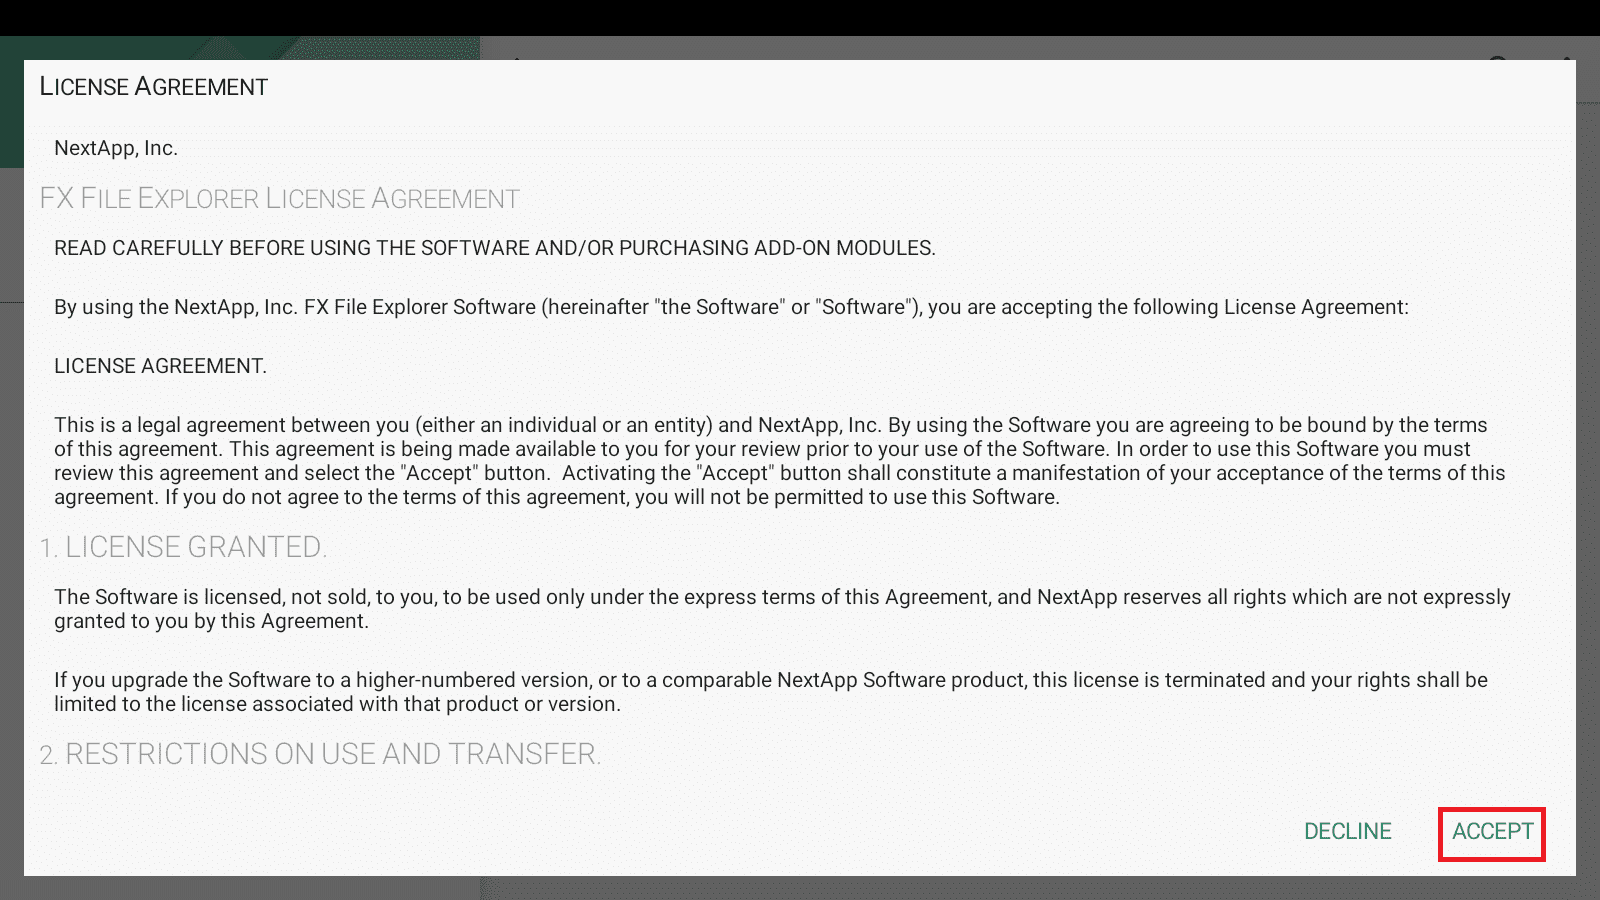 LICENSE AGREEMENT
NextApp, Inc.
FX FILE EXPLORER LICENSE AGREEMENT
READ CAREFULLY BEFORE USING THE SOFTWARE AND/OR PURCHASING ADD-ON MODULES.
By using the NextApp, Inc. FX File Explorer Software (hereinafter "the Software" or "Software"), you are accepting the following License Agreement:
LICENSE AGREEMENT.
This is a legal agreement between you (either an individual or an entity) and NextApp, Inc. By using the Software you are agreeing to be bound by the terms
of this agreement. This agreement is being made available to you for your review prior to your use of the Software. In order to use this Software you must
review this agreement and select the "Accept" button.  Activating the "Accept" button shall constitute a manifestation of your acceptance of the terms of this
agreement. If you do not agree to the terms of this agreement, you will not be permitted to use this Software.
1. LICENSE GRANTED.
The Software is licensed, not sold, to you, to be used only under the express terms of this Agreement, and NextApp reserves all rights which are not expressly
granted to you by this Agreement.
If you upgrade the Software to a higher-numbered version, or to a comparable NextApp Software product, this license is terminated and your rights shall be
limited to the license associated with that product or version.
2. RESTRICTIONS ON USE AND TRANSFER.
DECLINE ACCEPT